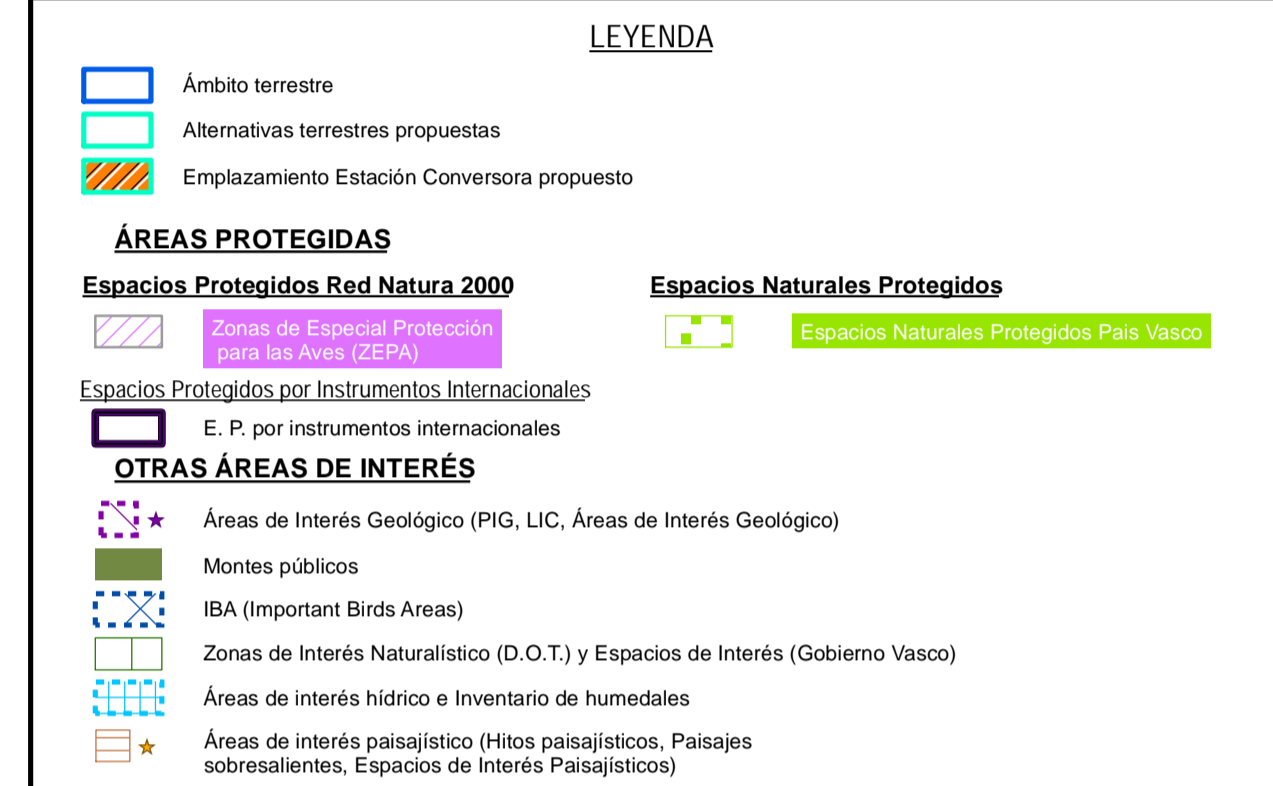 LEYENDA
Ámbito terrestre
Alternativas terrestres propuestas
Emplazamiento Estación Conversora propuesto
ÁREAS PROTEGIDAS
Espacios Protegidos Red Natura 2000
Espacios Naturales Protegidos
Zonas de Especial Protección
para las Aves (ZEPA)
Espacios Naturales Protegidos Pais Vasco
Espacios Protegidos por Instrumentos Internacionales
E. P. por instrumentos internacionales
OTRAS ÁREAS DE INTERÉS
Áreas de Interés Geológico (PIG, LIC, Áreas de Interés Geológico)
Montes públicos
IBA (Important Birds Areas)
Zonas de Interés Naturalístico (D.O.T.) y Espacios de Interés (Gobierno Vasco)
Áreas de interés hídrico e Inventario de humedales
Áreas de interés paisajístico (Hitos paisajísticos, Paisajes
sobresalientes, Espacios de Interés Paisajísticos)